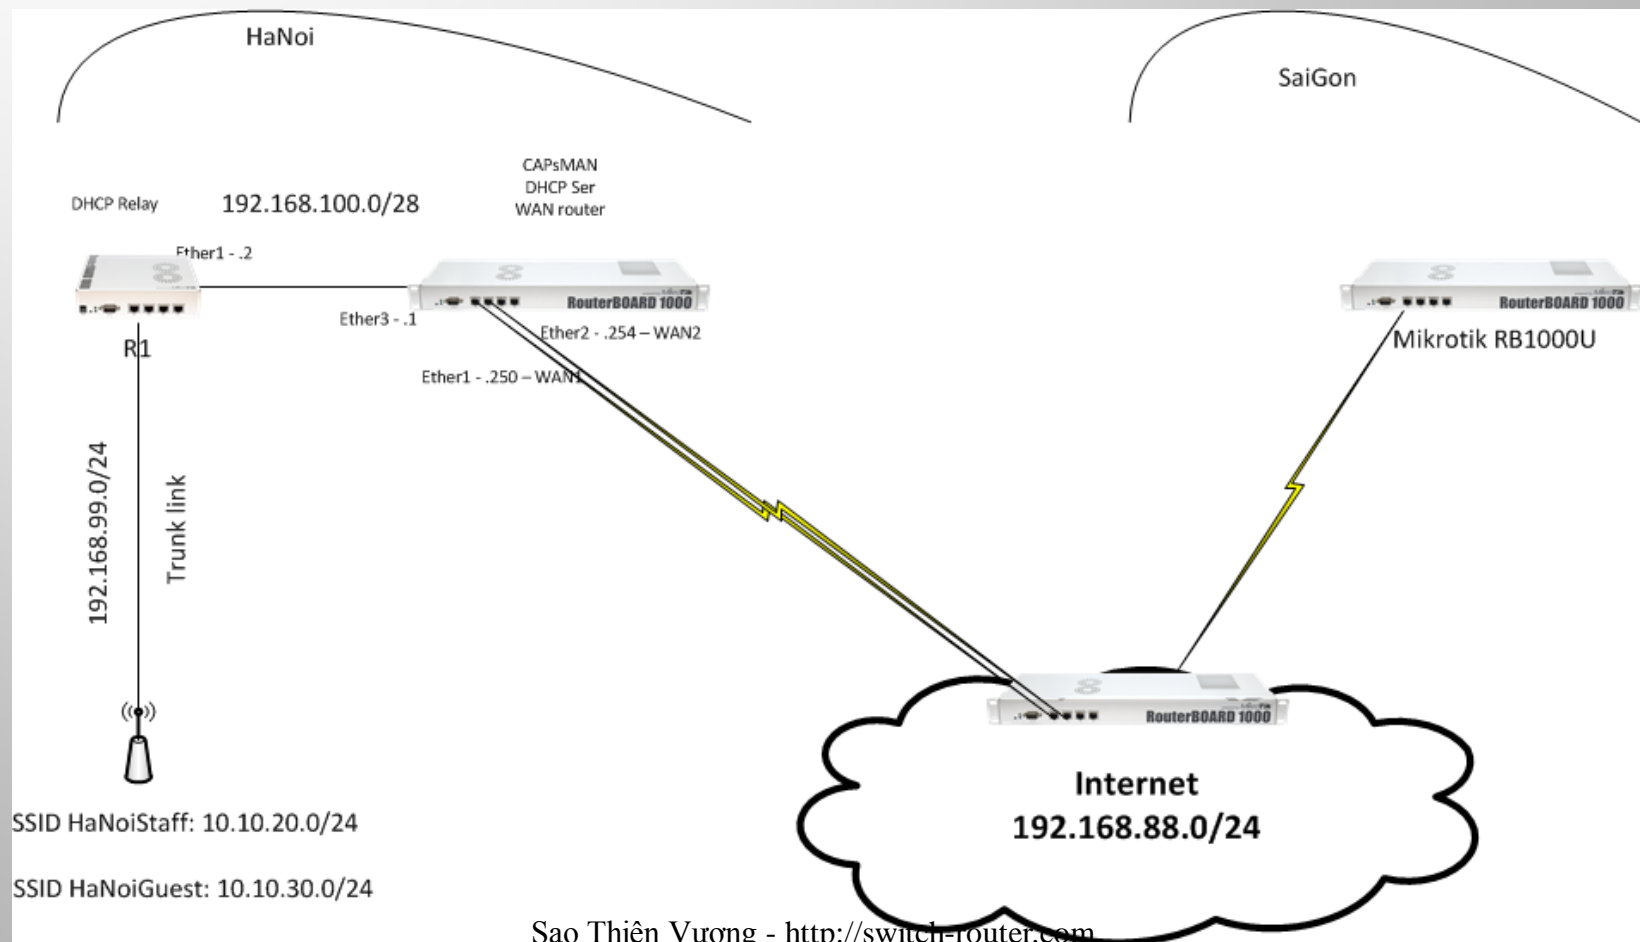 HaNoi
SaiGon
CAPsMAN
DHCP Ser
WAN router
DHCP Relay
192.168.100.0/28
Ether1 - .2
RouterBOARD 1000
RouterBOARD 1000
Ether3 - .1
Ether2 - .254 – WAN2
Mikrotik RB1000U
R1
Ether1 - .250 – WAN1
192.168.99.0/24
Trunk link
RouterBOARD 1000
Internet
192.168.88.0/24
SSID HaNoiStaff: 10.10.20.0/24
SSID HaNoiGuest: 10.10.30.0/24
Sao Thiên Vương - http://switch-router.com